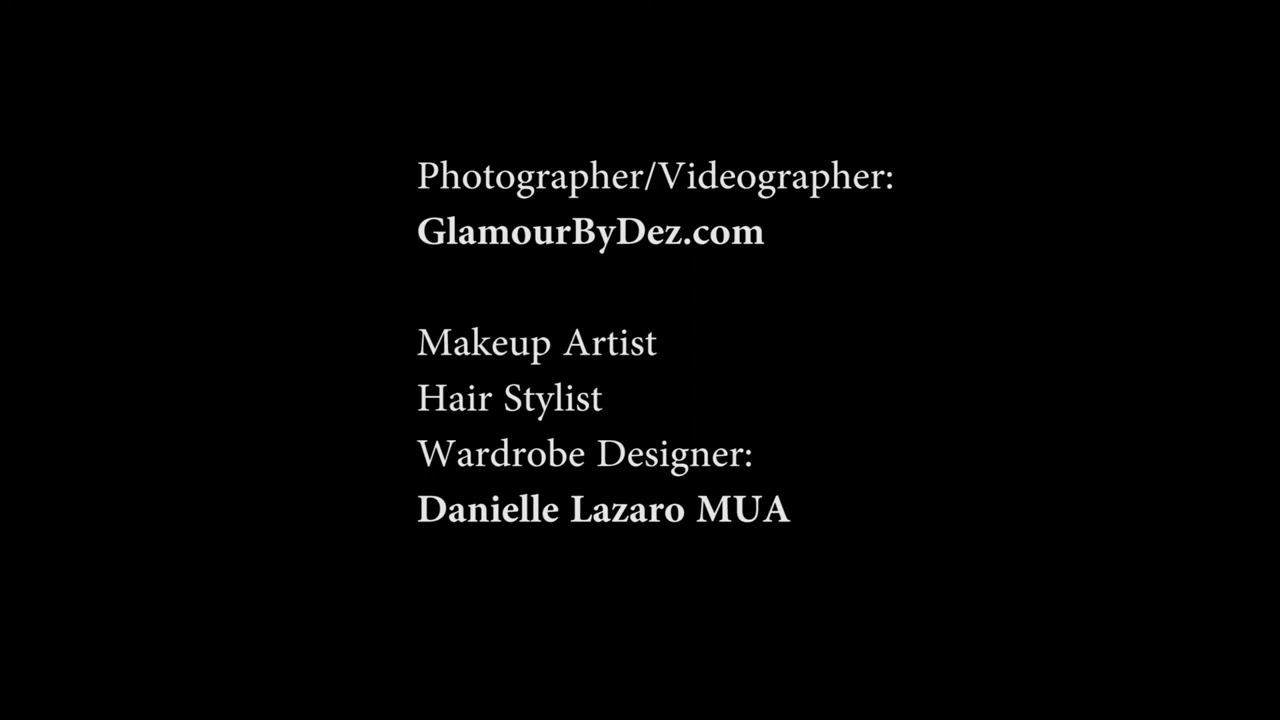 Photographer/Videographer:
GlamourByDez.com
Makeup Artist
Hair Stylist
Wardrobe Designer:
Danielle Lazaro MUA